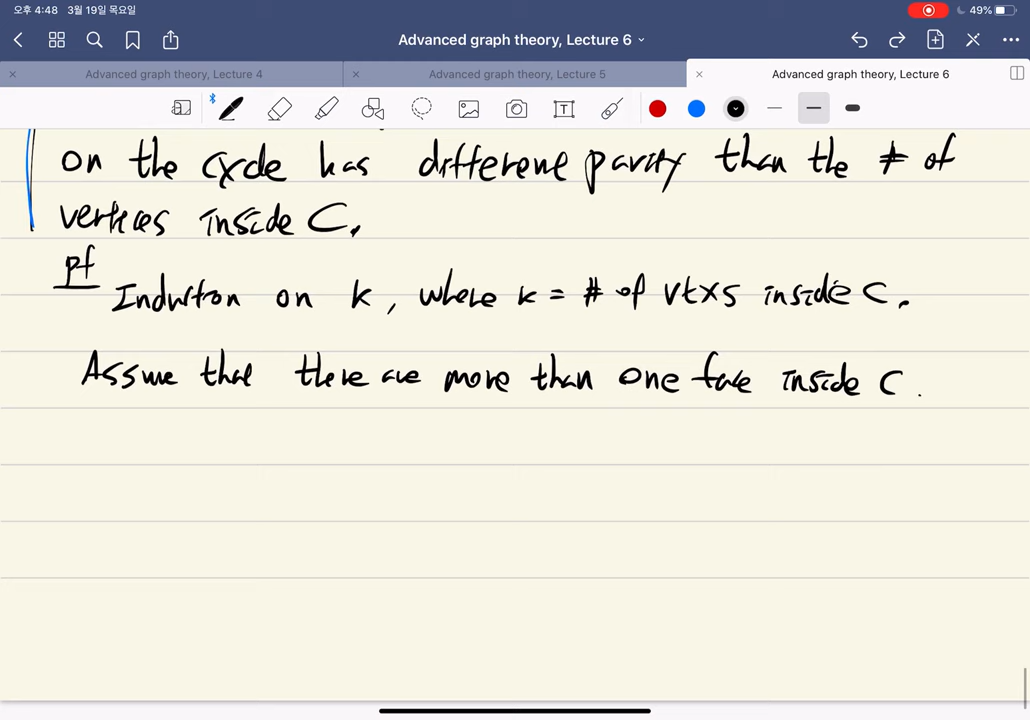 오후 4:48 3월 19일 목요일
49%
Advanced graph theory, Lecture 6
Advanced graph theory, Lecture 4
Advanced graph theory, Lecture 5
Advanced graph theory, Lecture 6
on the cycle has different parity than the # of
vertices inside C.
pf
Induction on k, where k = # of vtxs inside C.
Assume that there are more than one face inside C.